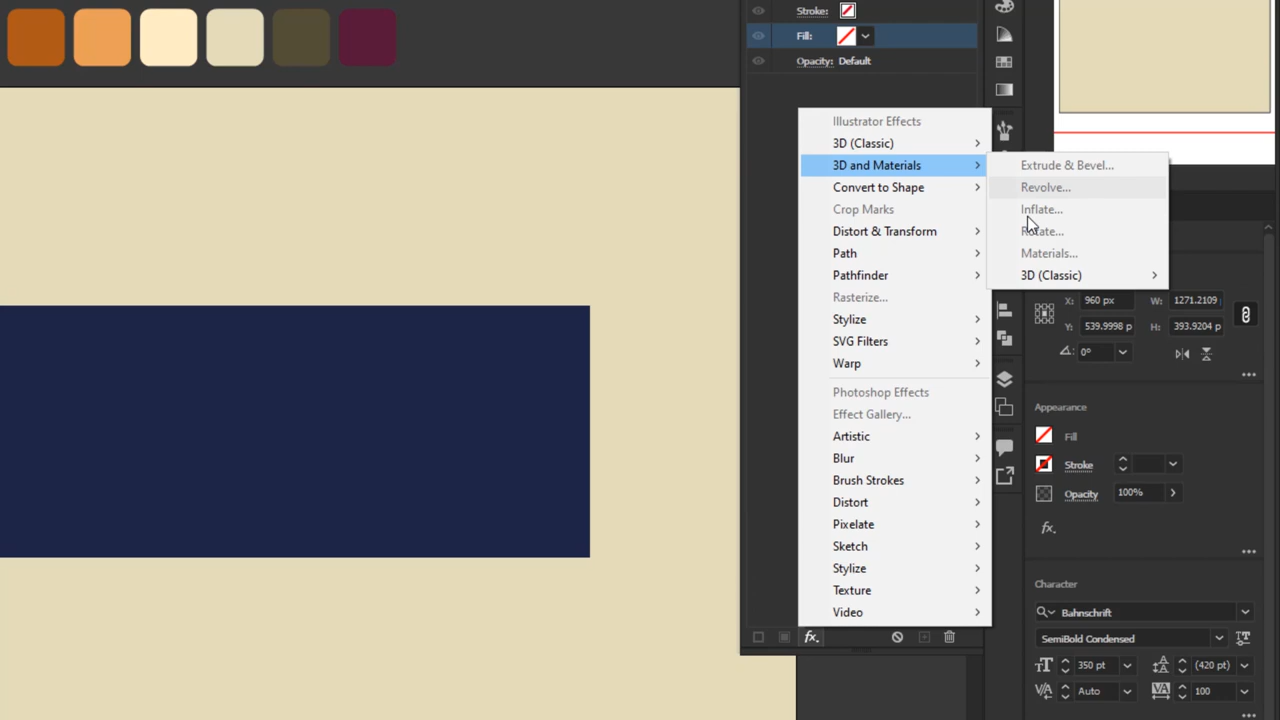 Stroke:
Fill:
Opacity: Default
Illustrator Effects
3D (Classic)
3D and Materials
Convert to Shape
Crop Marks
Distort & Transform
Path
Pathfinder
Rasterize...
Stylize
SVG Filters
Warp
Photoshop Effects
Effect Gallery...
Artistic
Blur
Brush Strokes
Distort
Pixelate
Sketch
Stylize
Texture
Video
fx.
Extrude & Bevel...
Revolve...
Inflate...
Rotate...
Materials...
3D (Classic)
X: 960 px W: 1271.2109
Y: 539.9998 p H: 393.9204 p
0°
Appearance
Fill
Stroke
Opacity 100%
fx.
Character
Bahnschrift
SemiBold Condensed
350 pt (420 pt)
Auto 100